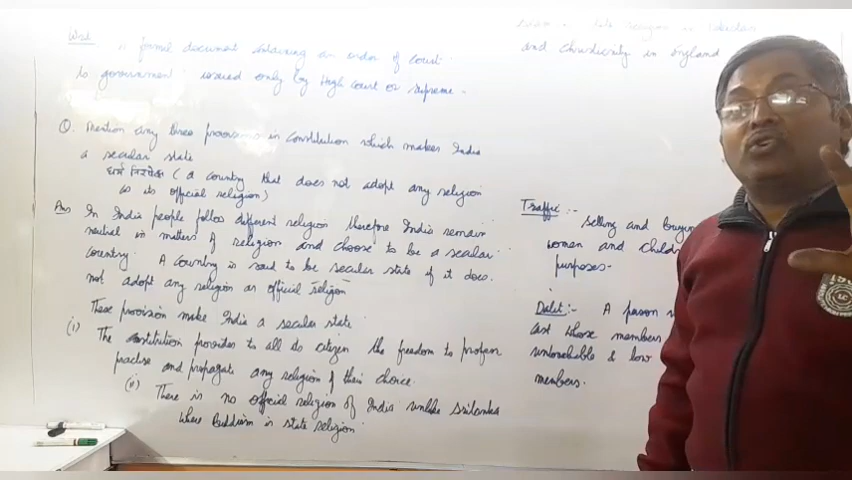 Writ
A formal document containing an order of Court
to government issued only by High Court or supreme.
Q. Mention any three provisions in constitution which makes India
a secular state
धर्म निरपेक्ष (a country that does not adopt any religion
as its official religion)
Ans In India people follow different religion therefore India remain
neutral in matters of religion and choose to be a secular
country. A country is said to be secular state if it does
not adopt any religion as official religion
These provision make India a secular state
(i) The constitution provides to all its citizen the freedom to profess
practise and propagate any religion of their choice.
(ii) There is no official religion of India unlike Srilanka
where Buddism is state religion
religion in
and christianity in England
Traffic :-
selling and buying
women and child
purposes-
Dalit :- A person
cast whose members
untouchable & low
members.